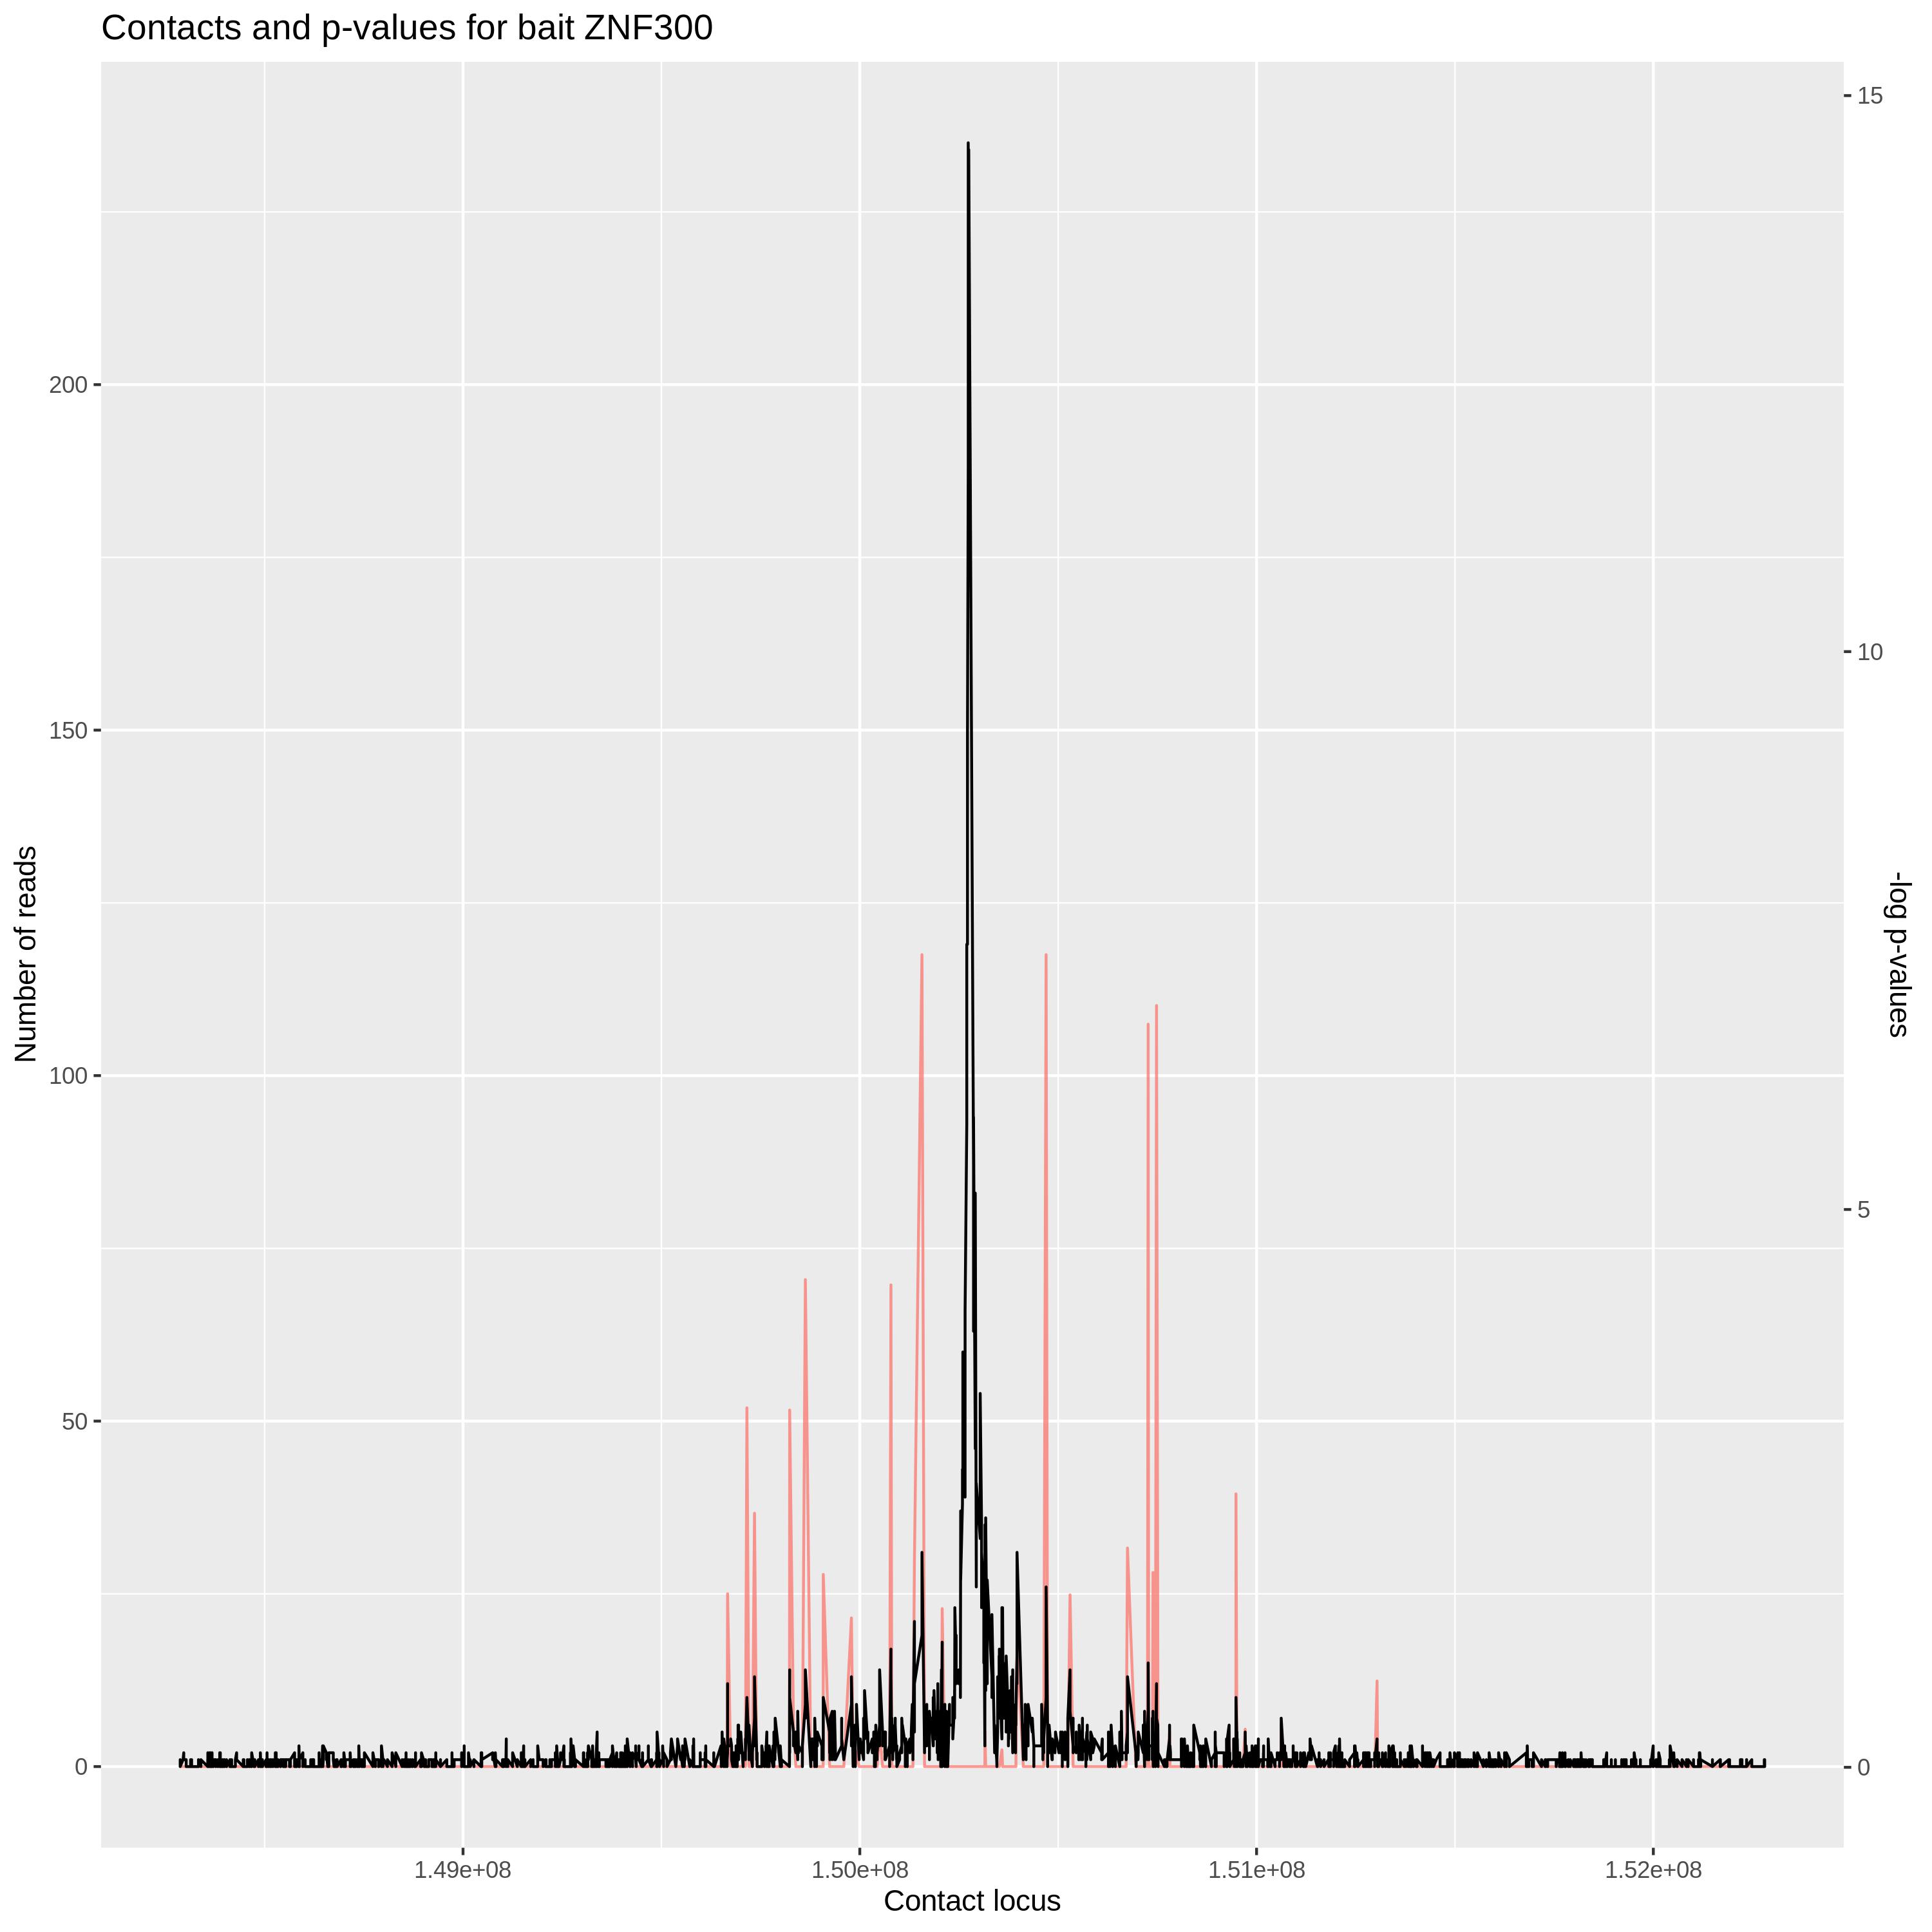 Contacts and p-values for bait ZNF300
15
200
10
150
Number of reads
-log p-values
100
5
50
0
0
1.49e+08
1.50e+08
1.51e+08
1.52e+08
Contact locus